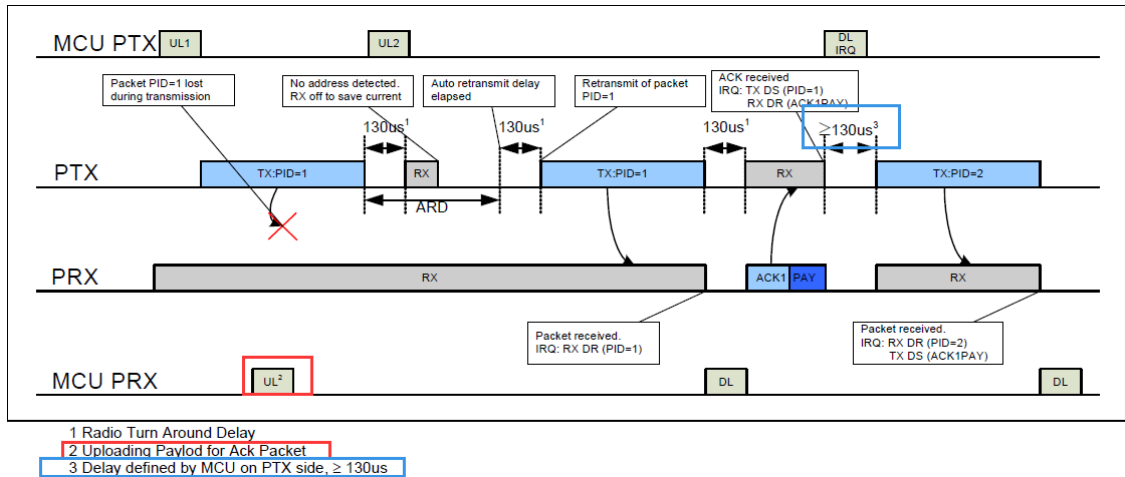 MCU PTX
UL1
UL2
DL
IRQ
Packet PID=1 lost
during transmission
No address detected.
RX off to save current
Auto retransmit delay
elapsed
Retransmit of packet
PID=1
ACK received
IRQ: TX DS (PID=1)
RX DR (ACK1PAY)
130us1
130us1
130us1
≥130us3
PTX
TX:PID=1
RX
TX:PID=1
RX
TX:PID=2
ARD
PRX
RX
ACK1
PAY
RX
Packet received.
IRQ: RX DR (PID=1)
Packet received.
IRQ: RX DR (PID=2)
TX DS (ACK1PAY)
MCU PRX
UL2
DL
DL
1 Radio Turn Around Delay
2 Uploading Paylod for Ack Packet
3 Delay defined by MCU on PTX side, ≥ 130us